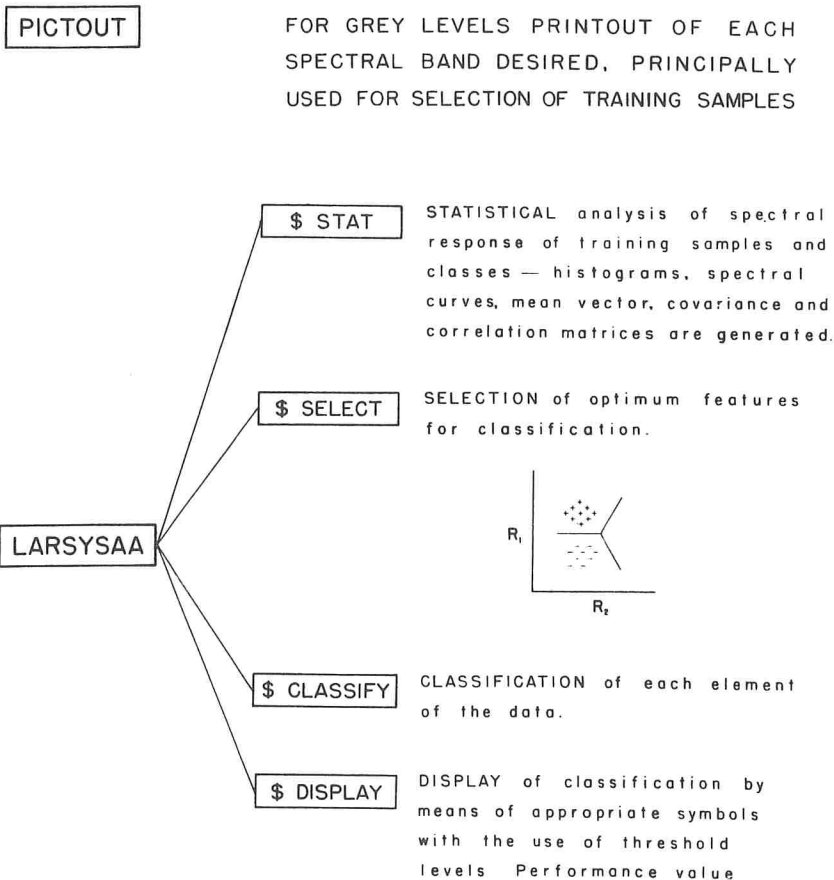 PICTOUT
FOR GREY LEVELS PRINTOUT OF EACH
SPECTRAL BAND DESIRED, PRINCIPALLY
USED FOR SELECTION OF TRAINING SAMPLES
$ STAT
STATISTICAL analysis of spectral
response of training samples and
classes — histograms, spectral
curves, mean vector, covariance and
correlation matrices are generated.
$ SELECT
SELECTION of optimum features
for classification.
R₁
R₂
LARSYSAA
$ CLASSIFY
CLASSIFICATION of each element
of the data.
$ DISPLAY
DISPLAY of classification by
means of appropriate symbols
with the use of threshold
levels Performance value